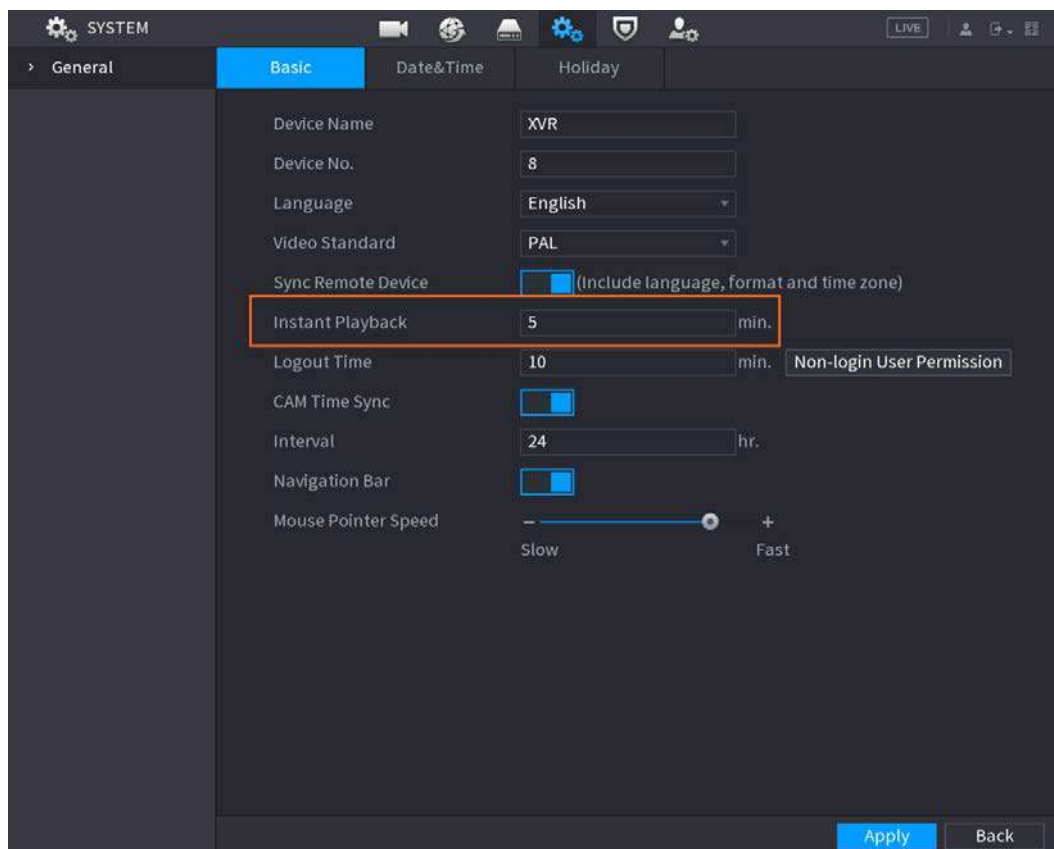 SYSTEM LIVE
› General
Basic Date&Time Holiday
Device Name XVR
Device No. 8
Language English
Video Standard PAL
Sync Remote Device (Include language, format and time zone)
Instant Playback 5 min.
Logout Time 10 min. Non-login User Permission
CAM Time Sync
Interval 24 hr.
Navigation Bar
Mouse Pointer Speed − +
Slow Fast
Apply Back